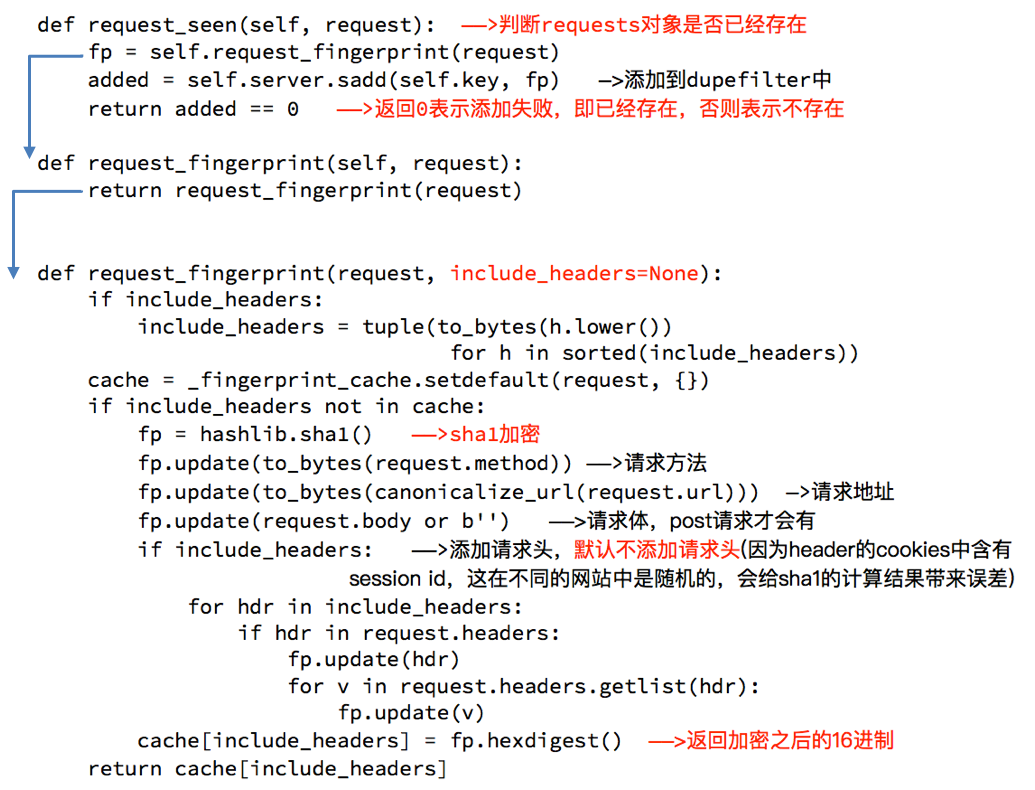 def request_seen(self, request):  ——>判断requests对象是否已经存在
    fp = self.request_fingerprint(request)
    added = self.server.sadd(self.key, fp)   —>添加到dupefilter中
    return added == 0   ——>返回0表示添加失败，即已经存在，否则表示不存在
def request_fingerprint(self, request):
    return request_fingerprint(request)
def request_fingerprint(request, include_headers=None):
    if include_headers:
        include_headers = tuple(to_bytes(h.lower())
                                 for h in sorted(include_headers))
    cache = _fingerprint_cache.setdefault(request, {})
    if include_headers not in cache:
        fp = hashlib.sha1()   ——>sha1加密
        fp.update(to_bytes(request.method)) ——>请求方法
        fp.update(to_bytes(canonicalize_url(request.url)))  —>请求地址
        fp.update(request.body or b'')   ——>请求体，post请求才会有
        if include_headers:   ——>添加请求头，默认不添加请求头(因为header的cookies中含有
                         session id，这在不同的网站中是随机的，会给sha1的计算结果带来误差)
            for hdr in include_headers:
                if hdr in request.headers:
                    fp.update(hdr)
                    for v in request.headers.getlist(hdr):
                        fp.update(v)
        cache[include_headers] = fp.hexdigest()  ——>返回加密之后的16进制
    return cache[include_headers]